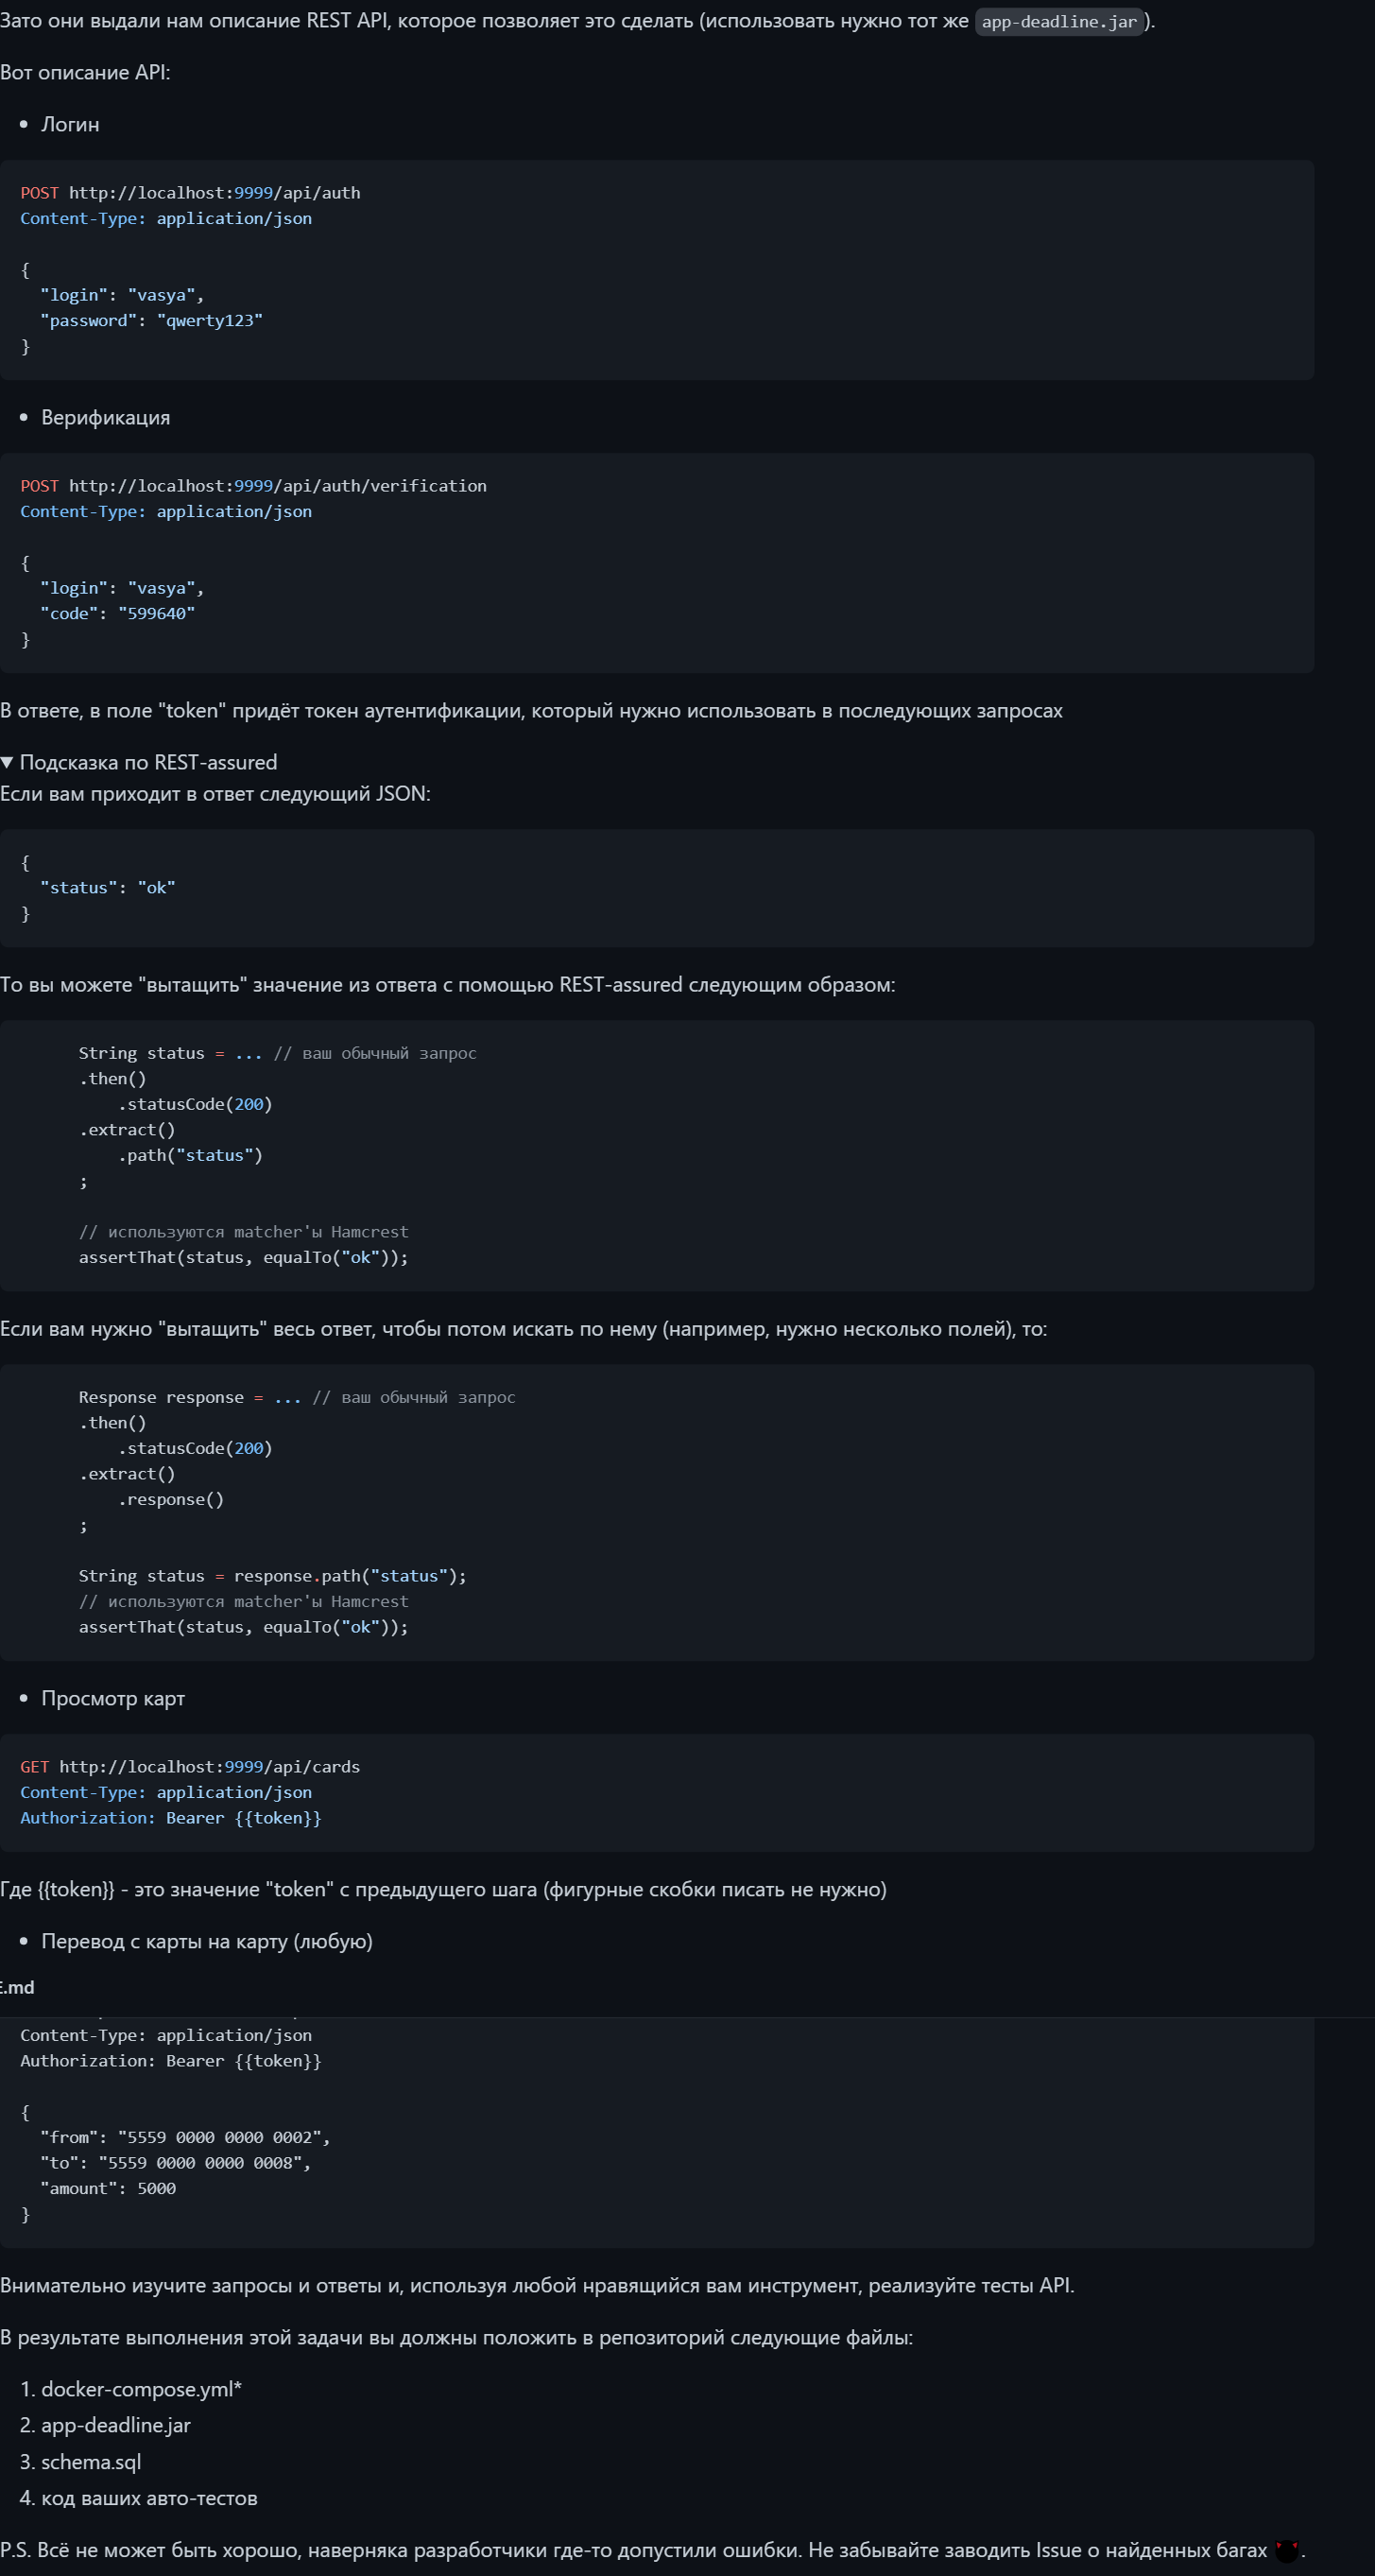 Зато они выдали нам описание REST API, которое позволяет это сделать (использовать нужно тот же app-deadline.jar).
Вот описание API:
• Логин
POST http://localhost:9999/api/auth
Content-Type: application/json
{
"login": "vasya",
"password": "qwerty123"
}
• Верификация
POST http://localhost:9999/api/auth/verification
Content-Type: application/json
{
"login": "vasya",
"code": "599640"
}
В ответе, в поле "token" придёт токен аутентификации, который нужно использовать в последующих запросах
▼ Подсказка по REST-assured
Если вам приходит в ответ следующий JSON:
{
"status": "ok"
}
То вы можете "вытащить" значение из ответа с помощью REST-assured следующим образом:
String status = ... // ваш обычный запрос
.then()
.statusCode(200)
.extract()
.path("status")
;
// используются matcher'ы Hamcrest
assertThat(status, equalTo("ok"));
Если вам нужно "вытащить" весь ответ, чтобы потом искать по нему (например, нужно несколько полей), то:
Response response = ... // ваш обычный запрос
.then()
.statusCode(200)
.extract()
.response()
;
String status = response.path("status");
// используются matcher'ы Hamcrest
assertThat(status, equalTo("ok"));
• Просмотр карт
GET http://localhost:9999/api/cards
Content-Type: application/json
Authorization: Bearer {{token}}
Где {{token}} - это значение "token" с предыдущего шага (фигурные скобки писать не нужно)
• Перевод с карты на карту (любую)
E.md
Content-Type: application/json
Authorization: Bearer {{token}}
{
"from": "5559 0000 0000 0002",
"to": "5559 0000 0000 0008",
"amount": 5000
}
Внимательно изучите запросы и ответы и, используя любой нравящийся вам инструмент, реализуйте тесты API.
В результате выполнения этой задачи вы должны положить в репозиторий следующие файлы:
1. docker-compose.yml*
2. app-deadline.jar
3. schema.sql
4. код ваших авто-тестов
P.S. Всё не может быть хорошо, наверняка разработчики где-то допустили ошибки. Не забывайте заводить Issue о найденных багах .